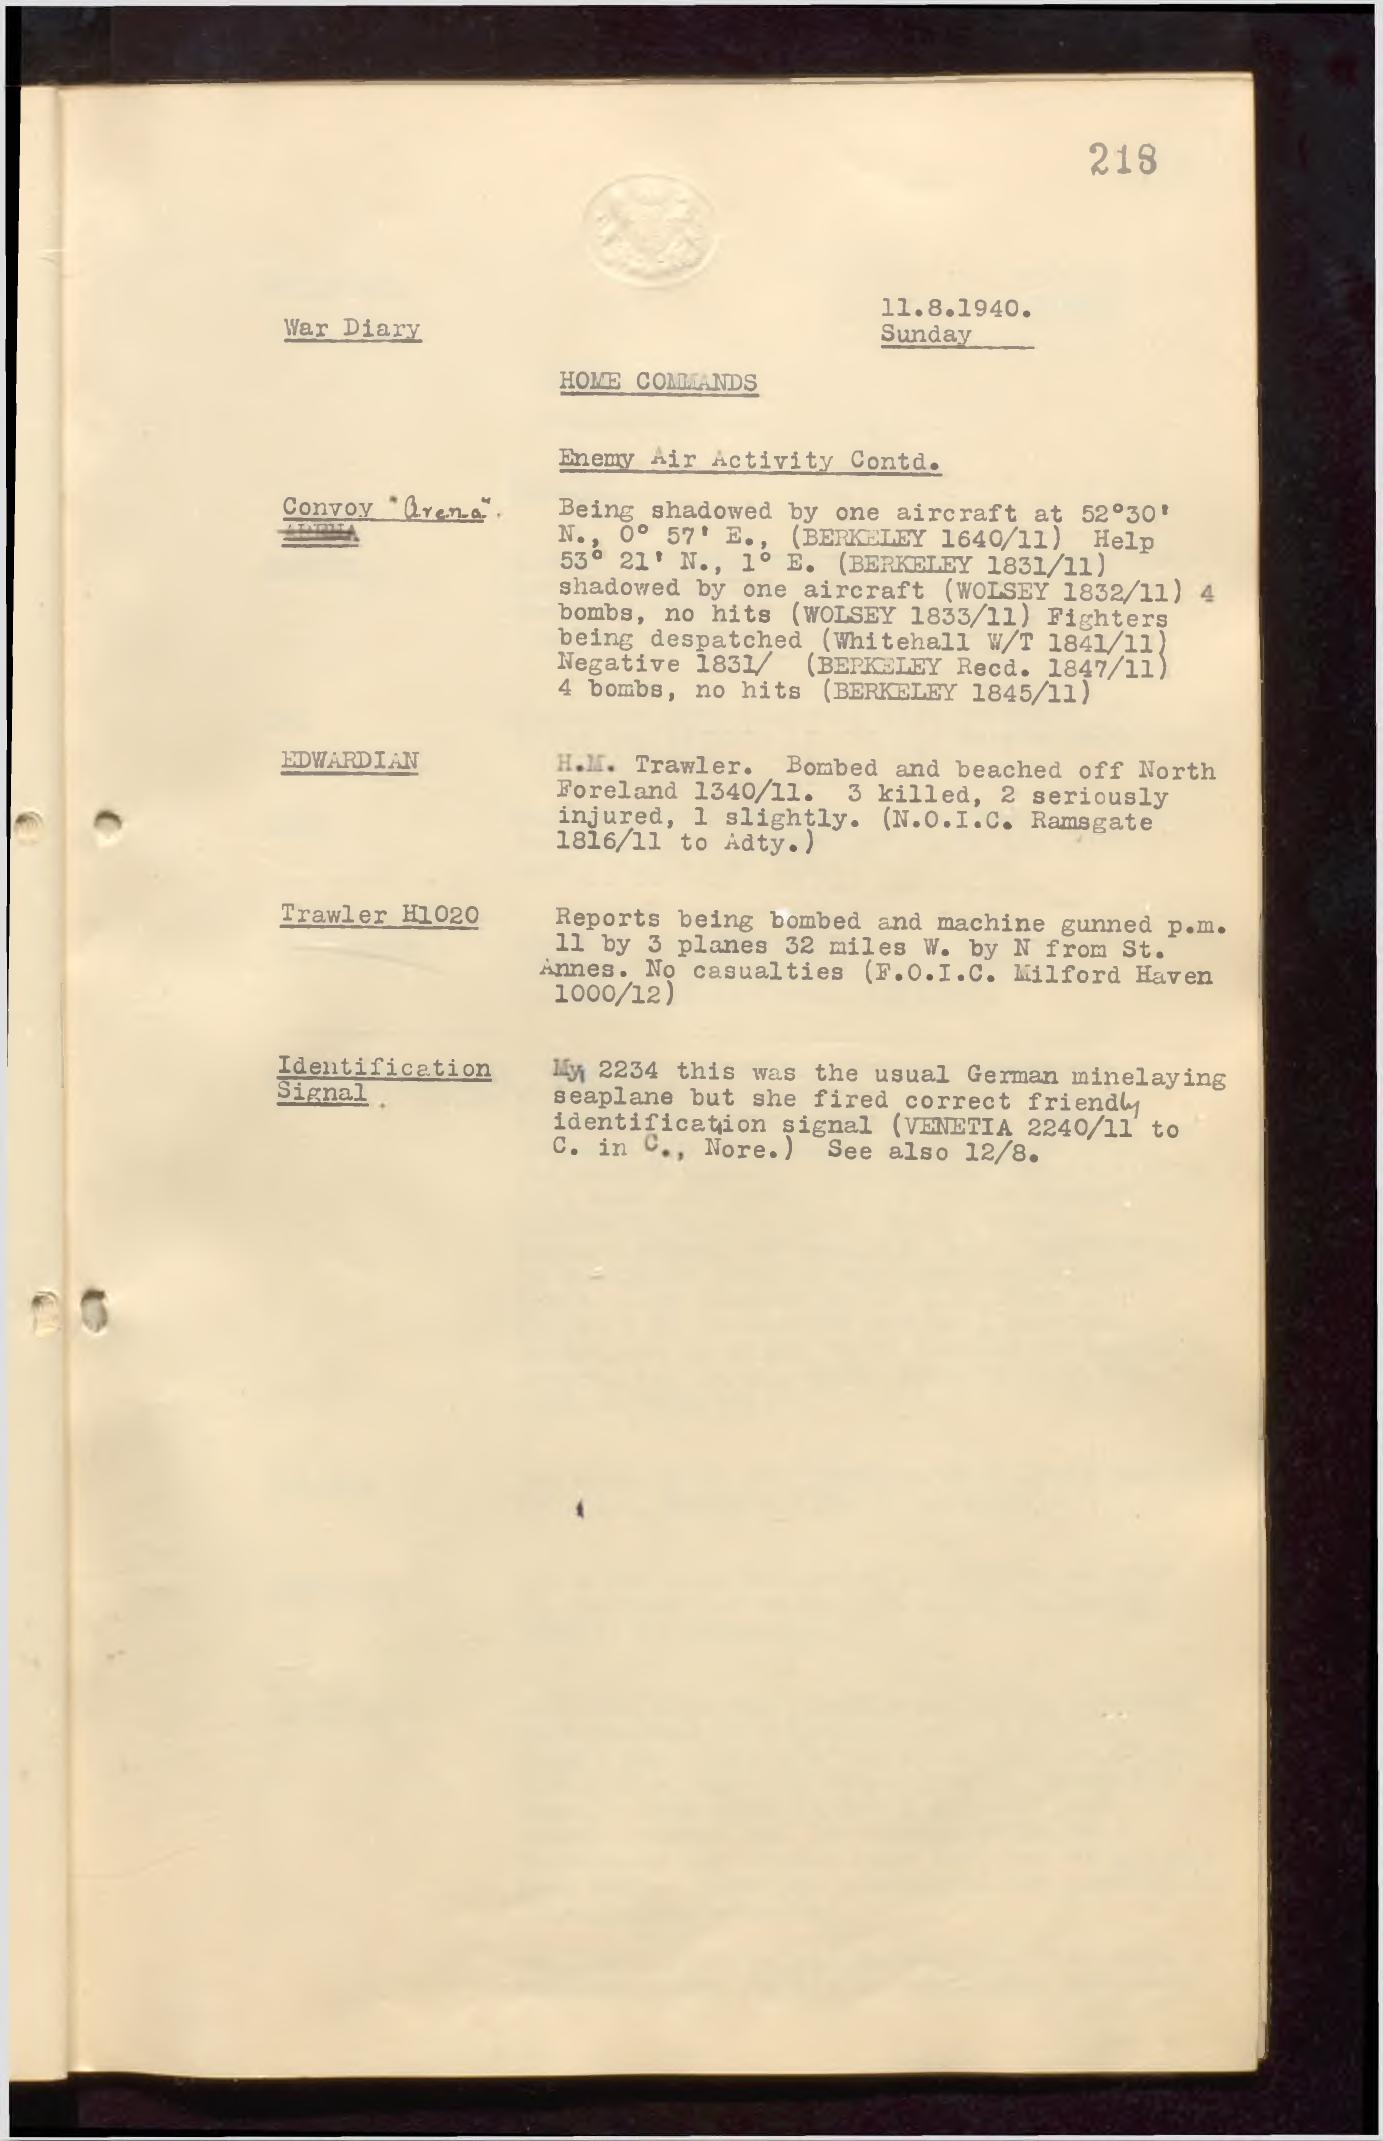 218
11.8.1940.
War Diary
Sunday
HOME COMMANDS
Enemy Air Activity Contd.
Convoy "Arena".
Being shadowed by one aircraft at 52°30'
N., 0° 57' E., (BERKELEY 1640/11) Help
53° 21' N., 1° E. (BERKELEY 1831/11)
shadowed by one aircraft (WOLSEY 1832/11) 4
bombs, no hits (WOLSEY 1833/11) Fighters
being despatched (Whitehall W/T 1841/11)
Negative 1831/ (BERKELEY Recd. 1847/11)
4 bombs, no hits (BERKELEY 1845/11)
EDWARDIAN
H.M. Trawler. Bombed and beached off North
Foreland 1340/11. 3 killed, 2 seriously
injured, 1 slightly. (N.O.I.C. Ramsgate
1816/11 to Adty.)
Trawler H1020
Reports being bombed and machine gunned p.m.
11 by 3 planes 32 miles W. by N from St.
Annes. No casualties (F.O.I.C. Milford Haven
1000/12)
Identification
Signal.
My 2234 this was the usual German minelaying
seaplane but she fired correct friendly
identification signal (VENETIA 2240/11 to
C. in C., Nore.) See also 12/8.